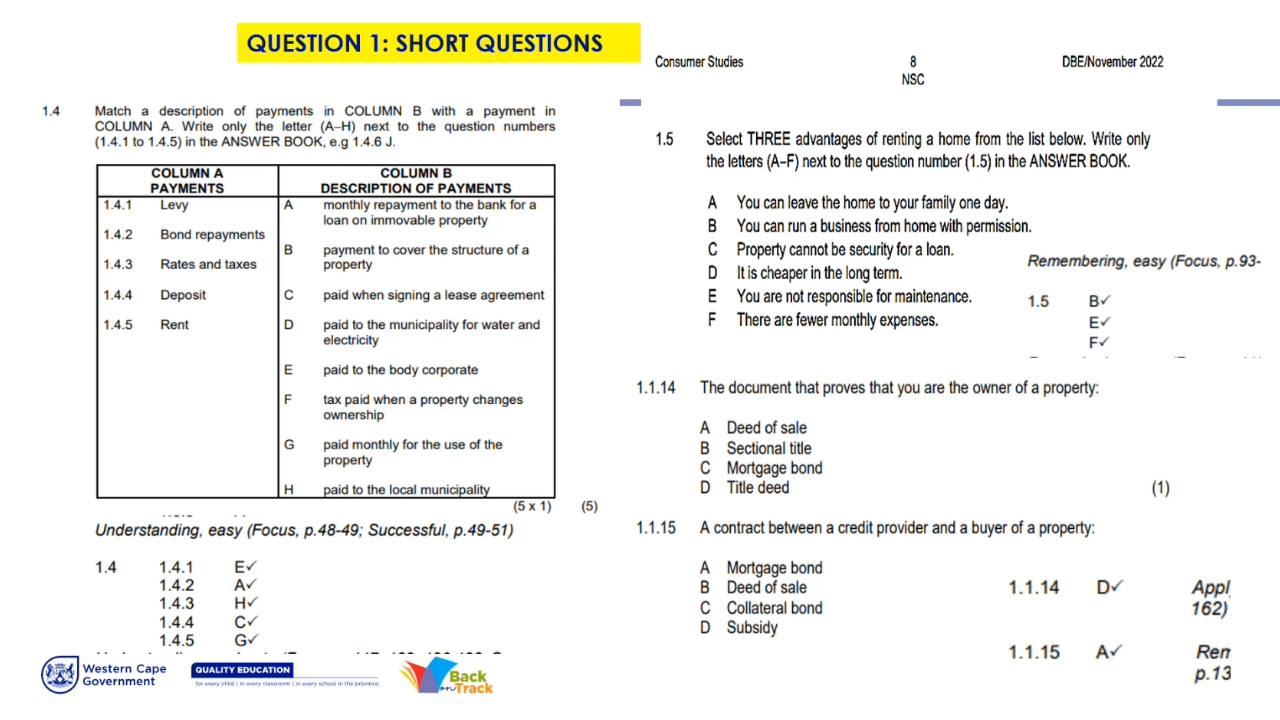 QUESTION 1: SHORT QUESTIONS
1.4 Match a description of payments in COLUMN B with a payment in
COLUMN A. Write only the letter (A–H) next to the question numbers
(1.4.1 to 1.4.5) in the ANSWER BOOK, e.g 1.4.6 J.
COLUMN A
PAYMENTS
1.4.1 Levy
1.4.2 Bond repayments
1.4.3 Rates and taxes
1.4.4 Deposit
1.4.5 Rent
COLUMN B
DESCRIPTION OF PAYMENTS
A monthly repayment to the bank for a
loan on immovable property
B payment to cover the structure of a
property
C paid when signing a lease agreement
D paid to the municipality for water and
electricity
E paid to the body corporate
F tax paid when a property changes
ownership
G paid monthly for the use of the
property
H paid to the local municipality
(5 x 1) (5)
Understanding, easy (Focus, p.48-49; Successful, p.49-51)
1.4 1.4.1 E✓
1.4.2 A✓
1.4.3 H✓
1.4.4 C✓
1.4.5 G✓
Western Cape
Government
QUALITY EDUCATION
for every child | in every classroom | in every school in the province.
Back
on Track
Consumer Studies 8 DBE/November 2022
NSC
1.5 Select THREE advantages of renting a home from the list below. Write only
the letters (A–F) next to the question number (1.5) in the ANSWER BOOK.
A You can leave the home to your family one day.
B You can run a business from home with permission.
C Property cannot be security for a loan.
D It is cheaper in the long term.
E You are not responsible for maintenance.
F There are fewer monthly expenses.
Remembering, easy (Focus, p.93-
1.5 B✓
E✓
F✓
1.1.14 The document that proves that you are the owner of a property:
A Deed of sale
B Sectional title
C Mortgage bond
D Title deed (1)
1.1.15 A contract between a credit provider and a buyer of a property:
A Mortgage bond
B Deed of sale
C Collateral bond
D Subsidy
1.1.14 D✓ Appl
162)
1.1.15 A✓ Rem
p.13